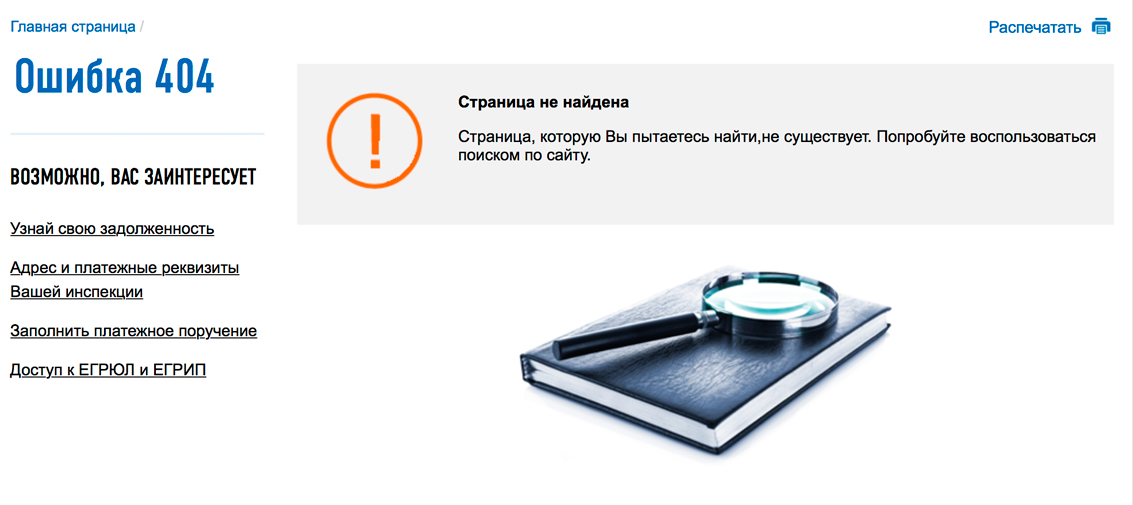 Главная страница /
Распечатать
Ошибка 404
Страница не найдена
Страница, которую Вы пытаетесь найти,не существует. Попробуйте воспользоваться
поиском по сайту.
ВОЗМОЖНО, ВАС ЗАИНТЕРЕСУЕТ
Узнай свою задолженность
Адрес и платежные реквизиты
Вашей инспекции
Заполнить платежное поручение
Доступ к ЕГРЮЛ и ЕГРИП